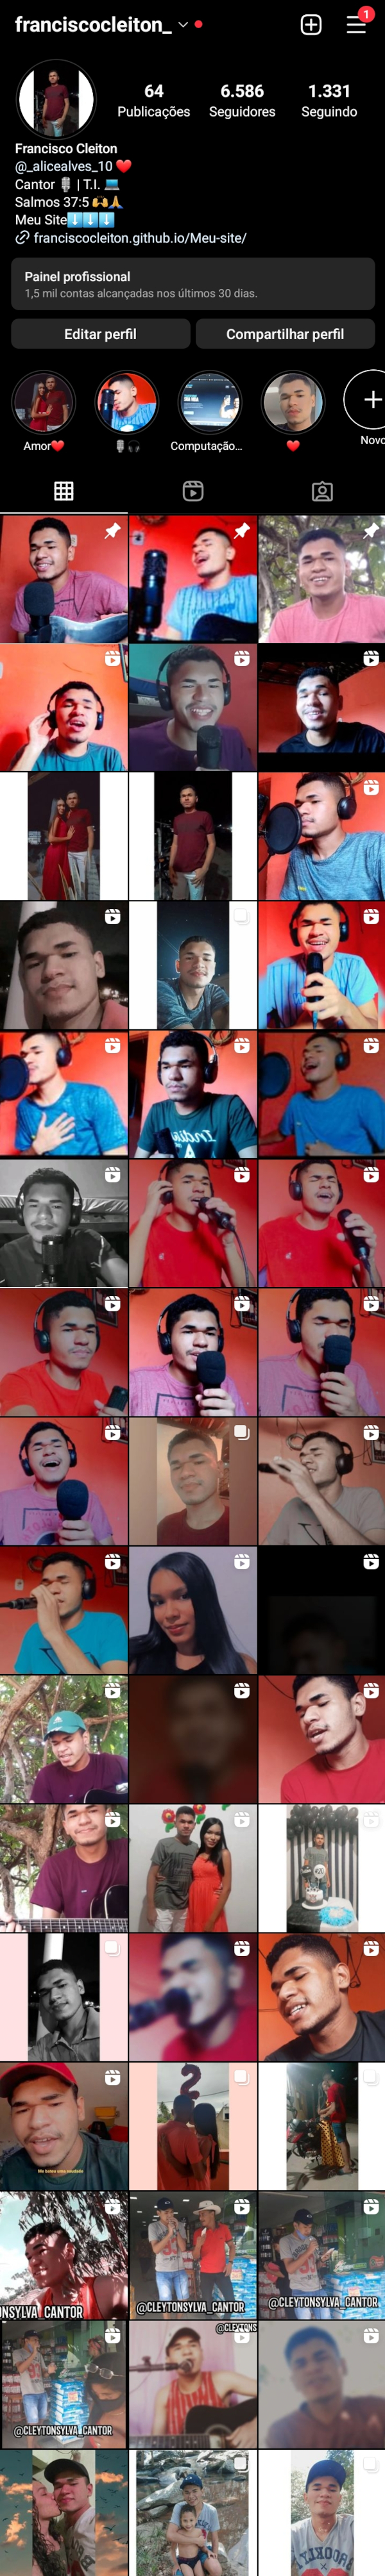 franciscocleiton_
1
64
6.586
1.331
Publicações
Seguidores
Seguindo
Francisco Cleiton
@_alicealves_10 ❤️
Cantor 🎙️ | T.I. 💻
Salmos 37:5 🙌🙏
Meu Site⬇️⬇️⬇️
franciscocleiton.github.io/Meu-site/
Painel profissional
1,5 mil contas alcançadas nos últimos 30 dias.
Editar perfil
Compartilhar perfil
Amor❤️
🎙️🎧
Computação...
❤️
Novo
2
NSYLVA_CANTOR
@CLEYTONSYLVA_CANTOR
@CLEYTONSYLVA_CANTOR
@CLEYTONSYLVA_CANTOR
@CLEYTONS
BROOKLY